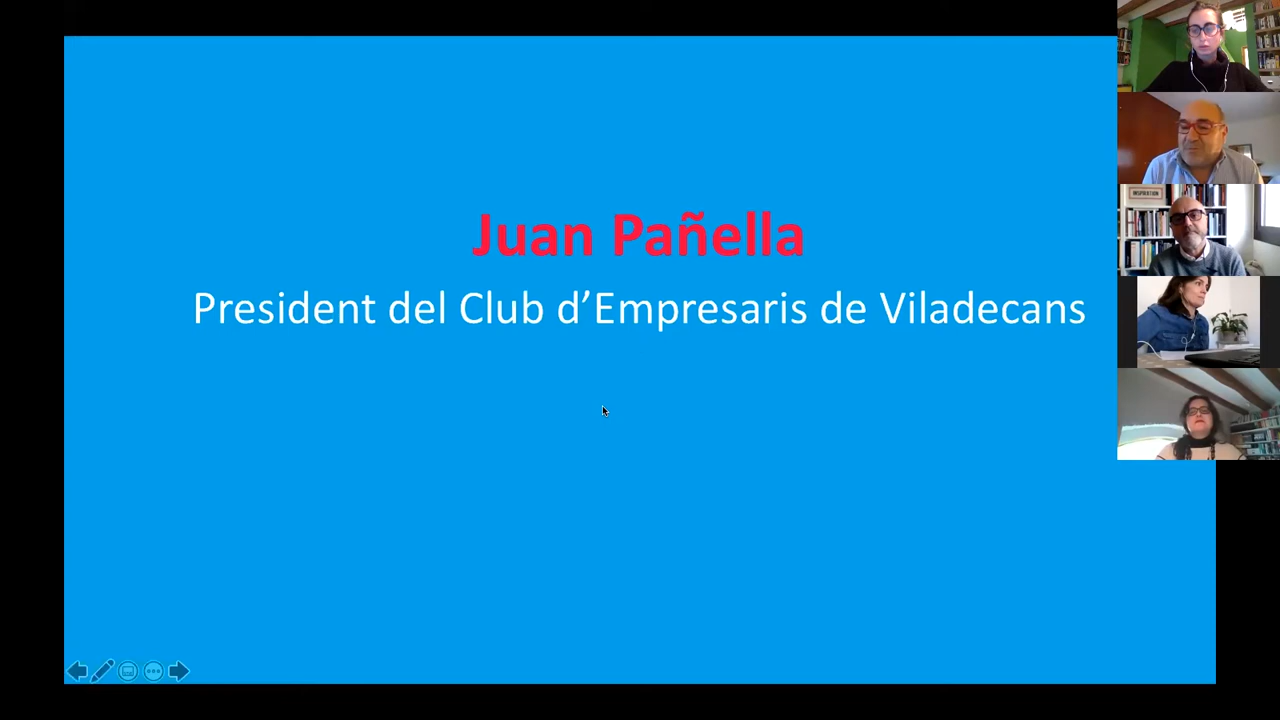 Juan Pañella
President del Club d’Empresaris de Viladecans